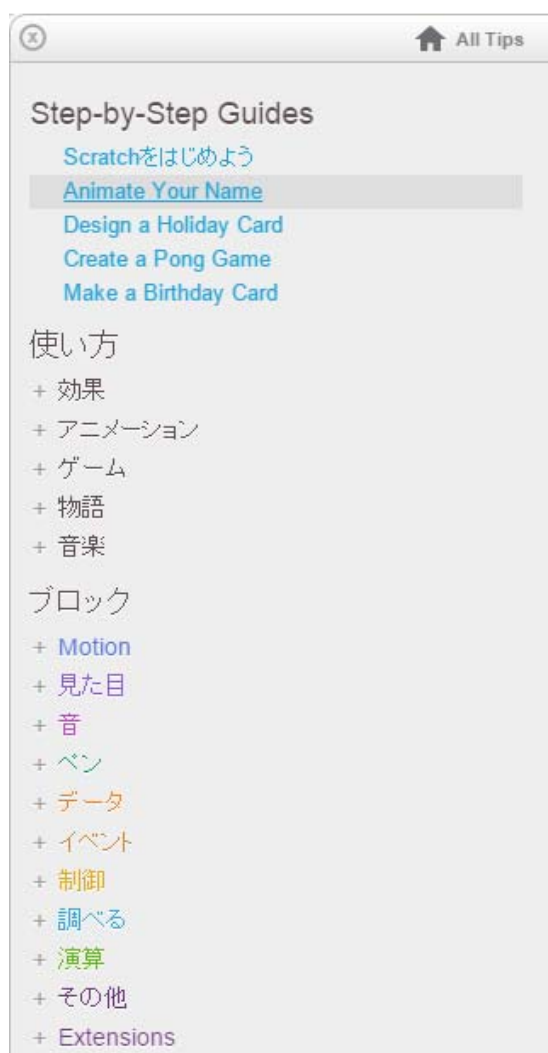 All Tips
Step-by-Step Guides
Scratchをはじめよう
Animate Your Name
Design a Holiday Card
Create a Pong Game
Make a Birthday Card
使い方
+ 効果
+ アニメーション
+ ゲーム
+ 物語
+ 音楽
ブロック
+ Motion
+ 見た目
+ 音
+ ペン
+ データ
+ イベント
+ 制御
+ 調べる
+ 演算
+ その他
+ Extensions